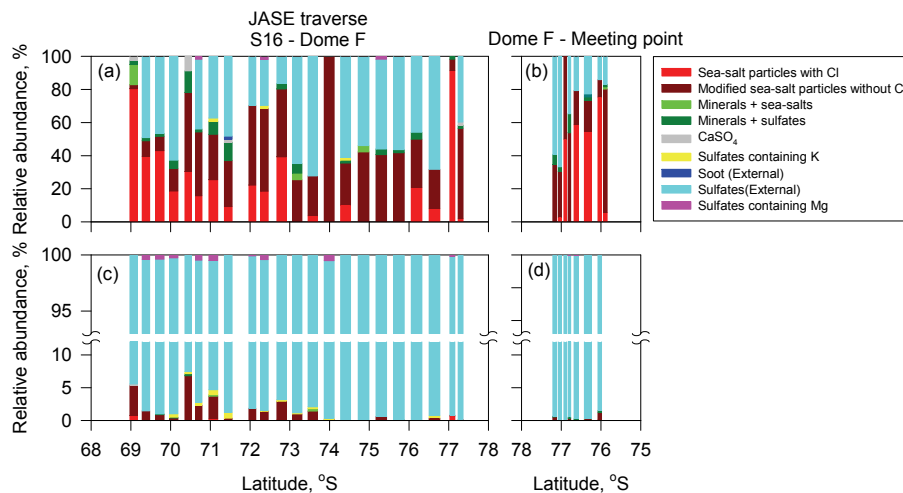 JASE traverse
S16 - Dome F
Dome F - Meeting point
Relative abundance, %
100
80
60
40
20
0
(a)
(b)
Sea-salt particles with Cl
Modified sea-salt particles without C
Minerals + sea-salts
Minerals + sulfates
CaSO4
Sulfates containing K
Soot (External)
Sulfates(External)
Sulfates containing Mg
Relative abundance, %
100
95
10
5
0
(c)
(d)
68 69 70 71 72 73 74 75 76 77 78
78 77 76 75
Latitude, °S
Latitude, °S